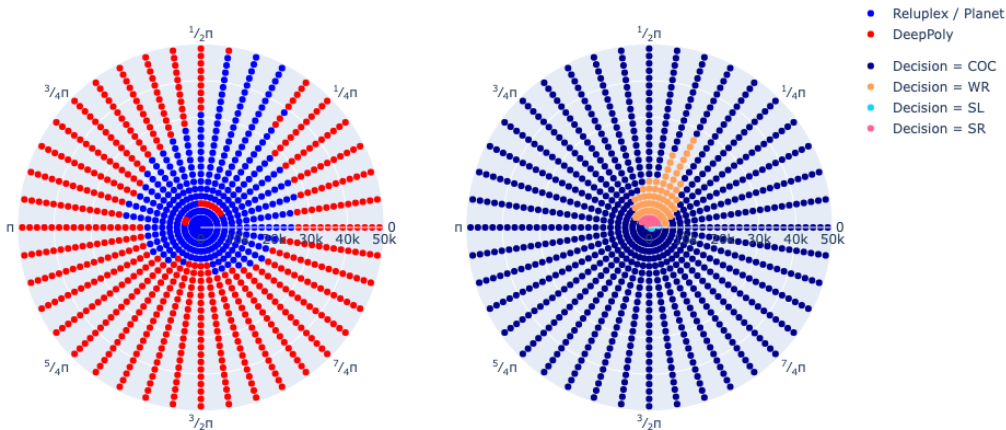 Reluplex / Planet
DeepPoly
Decision = COC
Decision = WR
Decision = SL
Decision = SR
1/2π
3/4π
1/4π
π
0
20k 30k 40k 50k
5/4π
7/4π
3/2π
1/2π
3/4π
1/4π
π
0
20k 30k 40k 50k
5/4π
7/4π
3/2π